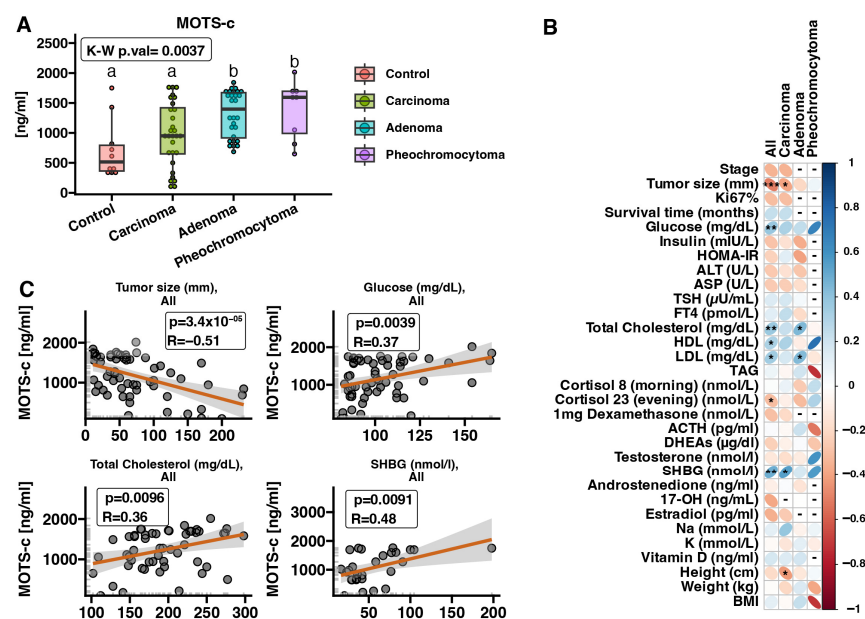 A
MOTS-c
K-W p.val= 0.0037
a
a
b
b
[ng/ml]
2500
2000
1500
1000
500
0
Control
Carcinoma
Adenoma
Pheochromocytoma
Control
Carcinoma
Adenoma
Pheochromocytoma
B
All
Carcinoma
Adenoma
Pheochromocytoma
Stage - -
Tumor size (mm) *** *
Ki67% - -
Survival time (months) - -
Glucose (mg/dL) **
Insulin (mIU/L) -
HOMA-IR -
ALT (U/L) -
ASP (U/L) -
TSH (µU/mL) -
FT4 (pmol/L) -
Total Cholesterol (mg/dL) ** * -
HDL (mg/dL) *
LDL (mg/dL) * *
TAG
Cortisol 8 (morning) (nmol/L)
Cortisol 23 (evening) (nmol/L) *
1mg Dexamethasone (nmol/L) - -
ACTH (pg/ml)
DHEAs (µg/dl)
Testosterone (nmol/l)
SHBG (nmol/l) ** *
Androstenedione (ng/ml) -
17-OH (ng/mL) - -
Estradiol (pg/ml) -
Na (mmol/L) -
K (mmol/L) -
Vitamin D (ng/ml) -
Height (cm) *
Weight (kg)
BMI
1
0.8
0.6
0.4
0.2
0
−0.2
−0.4
−0.6
−0.8
−1
C
Tumor size (mm),
All
p=3.4x10⁻⁰⁵
R=−0.51
MOTS-c [ng/ml]
2000
1000
0 50 100 150 200
Glucose (mg/dL),
All
p=0.0039
R=0.37
MOTS-c [ng/ml]
2000
1000
100 125 150
Total Cholesterol (mg/dL),
All
p=0.0096
R=0.36
MOTS-c [ng/ml]
2000
1000
100 150 200 250 300
SHBG (nmol/l),
All
p=0.0091
R=0.48
MOTS-c [ng/ml]
3000
2000
1000
50 100 150 200